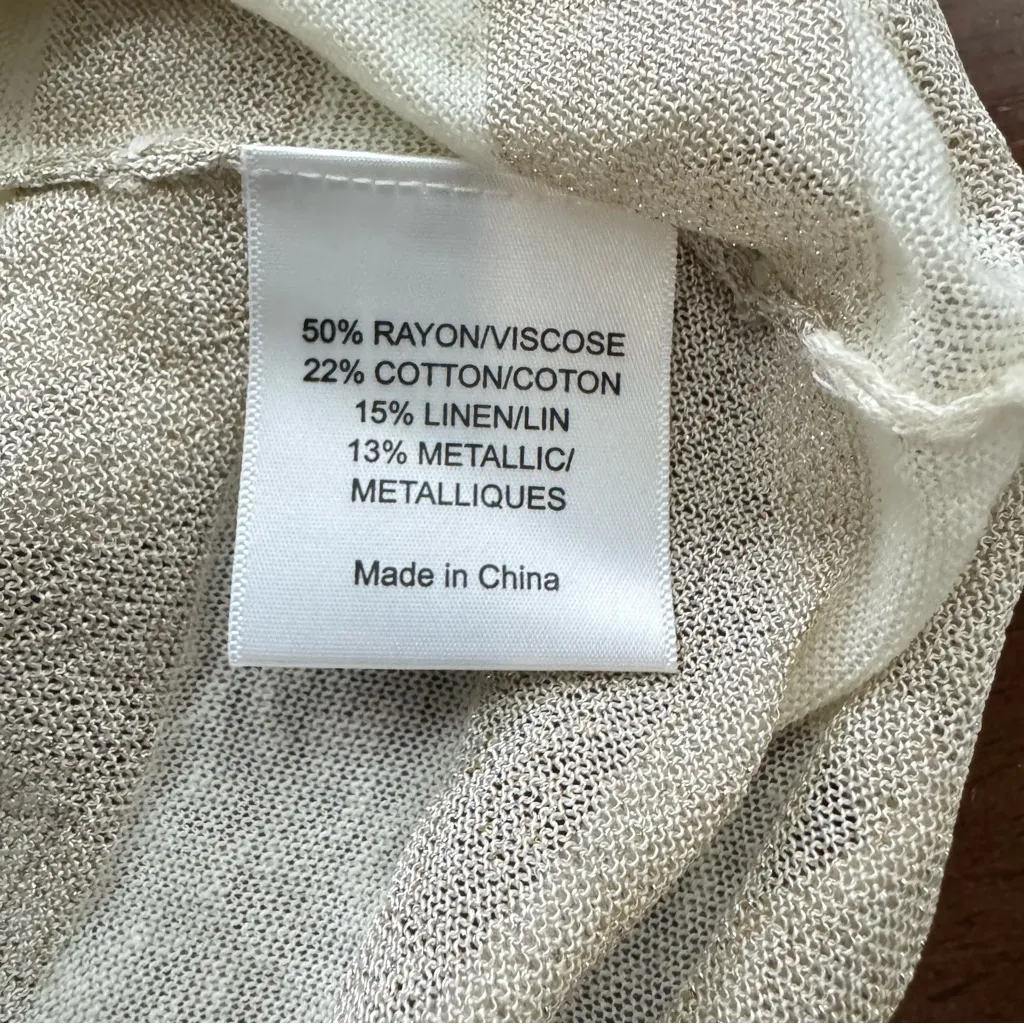 50% RAYON/VISCOSE
22% COTTON/COTON
15% LINEN/LIN
13% METALLIC/
METALLIQUES
Made in China